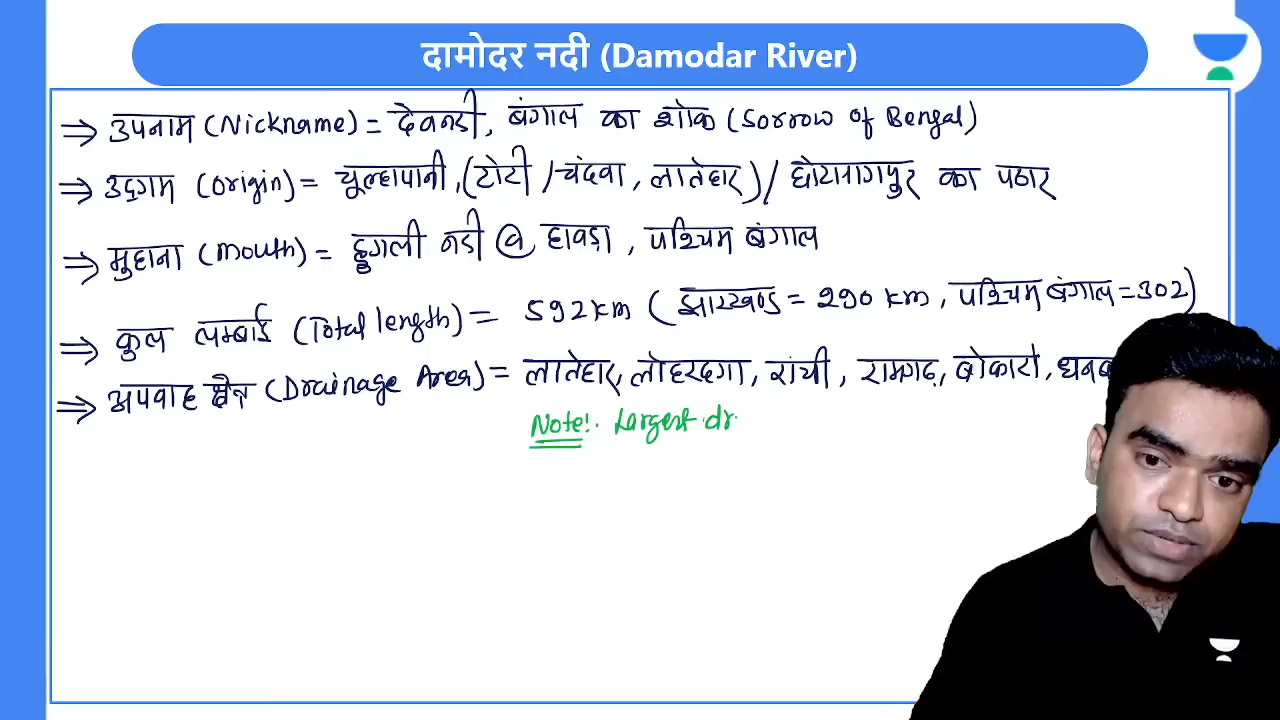 दामोदर नदी (Damodar River)
⇒ उपनाम (Nickname) = देवनदी, बंगाल का शोक (Sorrow of Bengal)
⇒ उद्गम (Origin) = चूल्हापानी, (टोरी / चंदवा, लातेहार) / छोटानागपुर का पठार
⇒ मुहाना (Mouth) = हुगली नदी @ हावड़ा, पश्चिम बंगाल
⇒ कुल लम्बाई (Total length) = 592 km (झारखण्ड = 290 km, पश्चिम बंगाल = 302)
⇒ अपवाह क्षेत्र (Drainage Area) = लातेहार, लोहरदगा, रांची, रामगढ़, बोकारो, धनब
Note: Largest dr